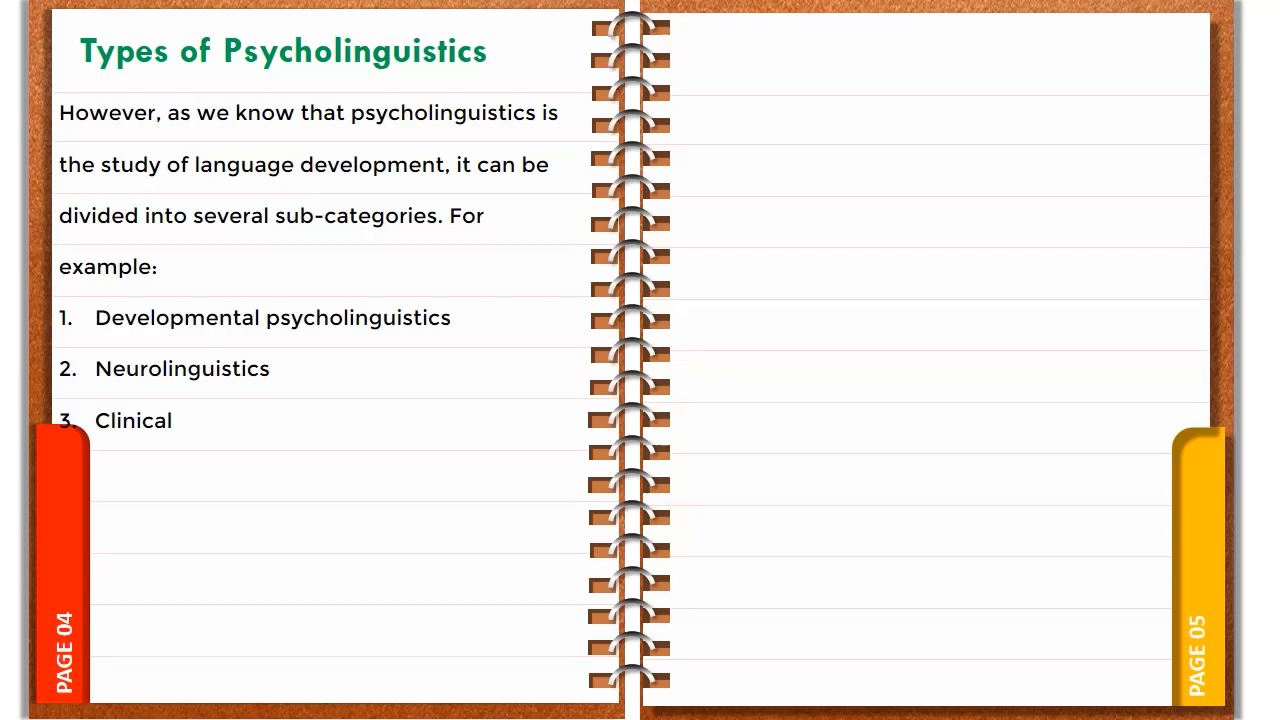 Types of Psycholinguistics
However, as we know that psycholinguistics is
the study of language development, it can be
divided into several sub-categories. For
example:
1. Developmental psycholinguistics
2. Neurolinguistics
3. Clinical
PAGE 04
PAGE 05